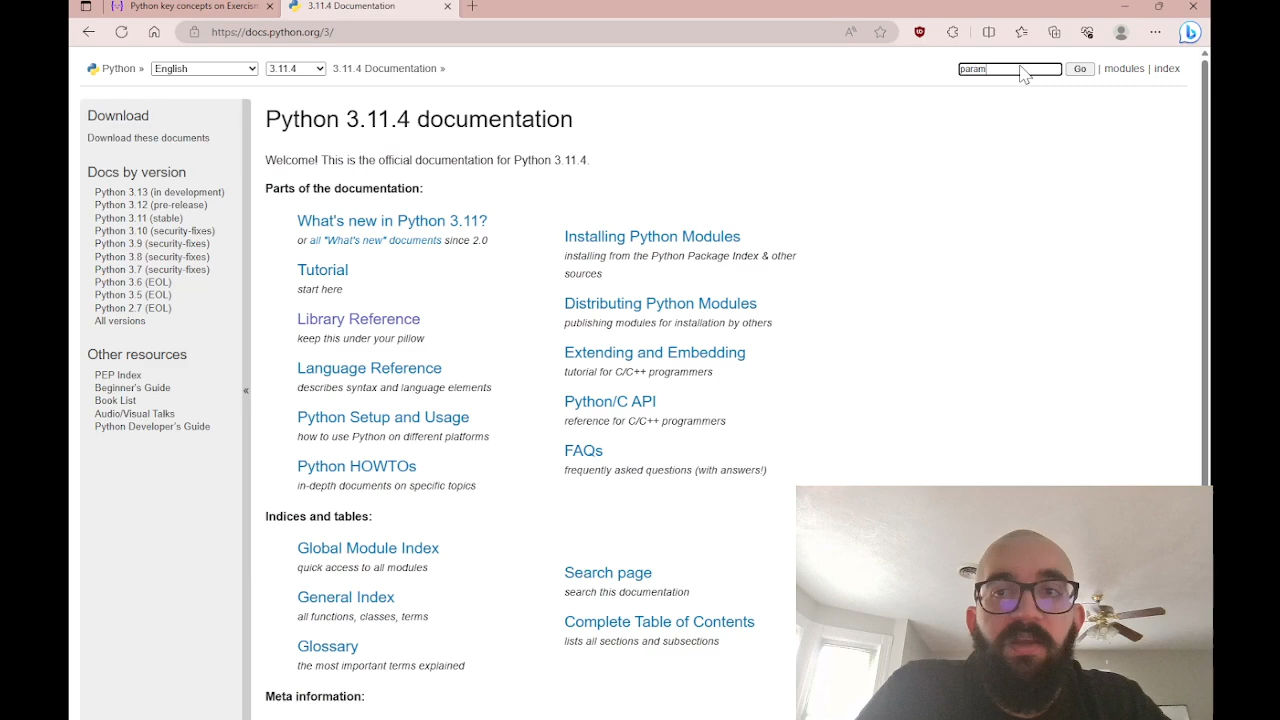 Python key concepts on Exercism
3.11.4 Documentation
https://docs.python.org/3/
Python » English 3.11.4 3.11.4 Documentation »
param Go | modules | index
Download
Download these documents
Docs by version
Python 3.13 (in development)
Python 3.12 (pre-release)
Python 3.11 (stable)
Python 3.10 (security-fixes)
Python 3.9 (security-fixes)
Python 3.8 (security-fixes)
Python 3.7 (security-fixes)
Python 3.6 (EOL)
Python 3.5 (EOL)
Python 2.7 (EOL)
All versions
Other resources
PEP Index
Beginner's Guide
Book List
Audio/Visual Talks
Python Developer's Guide
«
Python 3.11.4 documentation
Welcome! This is the official documentation for Python 3.11.4.
Parts of the documentation:
What's new in Python 3.11?
or all "What's new" documents since 2.0
Tutorial
start here
Library Reference
keep this under your pillow
Language Reference
describes syntax and language elements
Python Setup and Usage
how to use Python on different platforms
Python HOWTOs
in-depth documents on specific topics
Installing Python Modules
installing from the Python Package Index & other
sources
Distributing Python Modules
publishing modules for installation by others
Extending and Embedding
tutorial for C/C++ programmers
Python/C API
reference for C/C++ programmers
FAQs
frequently asked questions (with answers!)
Indices and tables:
Global Module Index
quick access to all modules
General Index
all functions, classes, terms
Glossary
the most important terms explained
Search page
search this documentation
Complete Table of Contents
lists all sections and subsections
Meta information: